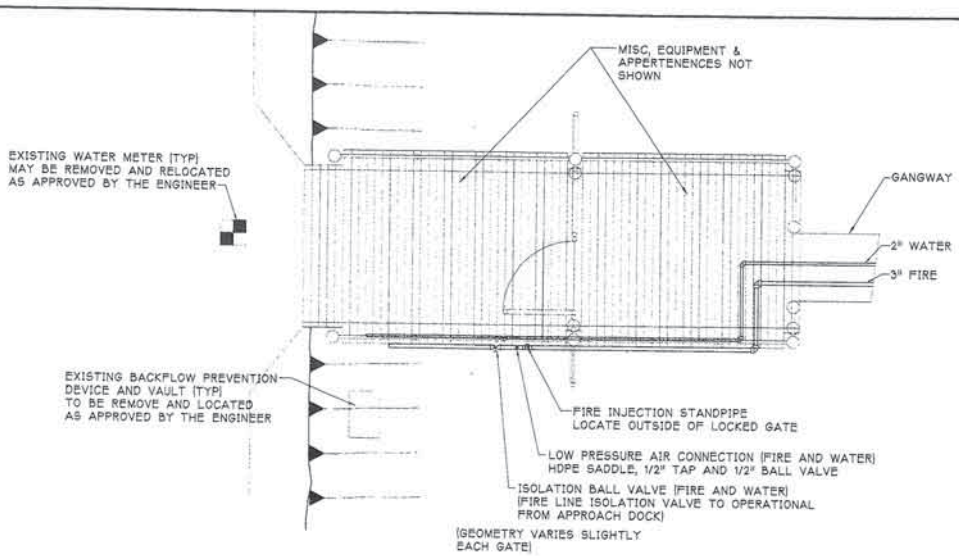 MISC, EQUIPMENT &
APPERTENENCES NOT
SHOWN
EXISTING WATER METER (TYP)
MAY BE REMOVED AND RELOCATED
AS APPROVED BY THE ENGINEER
GANGWAY
2" WATER
3" FIRE
EXISTING BACKFLOW PREVENTION
DEVICE AND VAULT (TYP)
TO BE REMOVE AND LOCATED
AS APPROVED BY THE ENGINEER
FIRE INJECTION STANDPIPE
LOCATE OUTSIDE OF LOCKED GATE
LOW PRESSURE AIR CONNECTION (FIRE AND WATER)
HDPE SADDLE, 1/2" TAP AND 1/2" BALL VALVE
ISOLATION BALL VALVE (FIRE AND WATER)
(FIRE LINE ISOLATION VALVE TO OPERATIONAL
FROM APPROACH DOCK)
(GEOMETRY VARIES SLIGHTLY
EACH GATE)